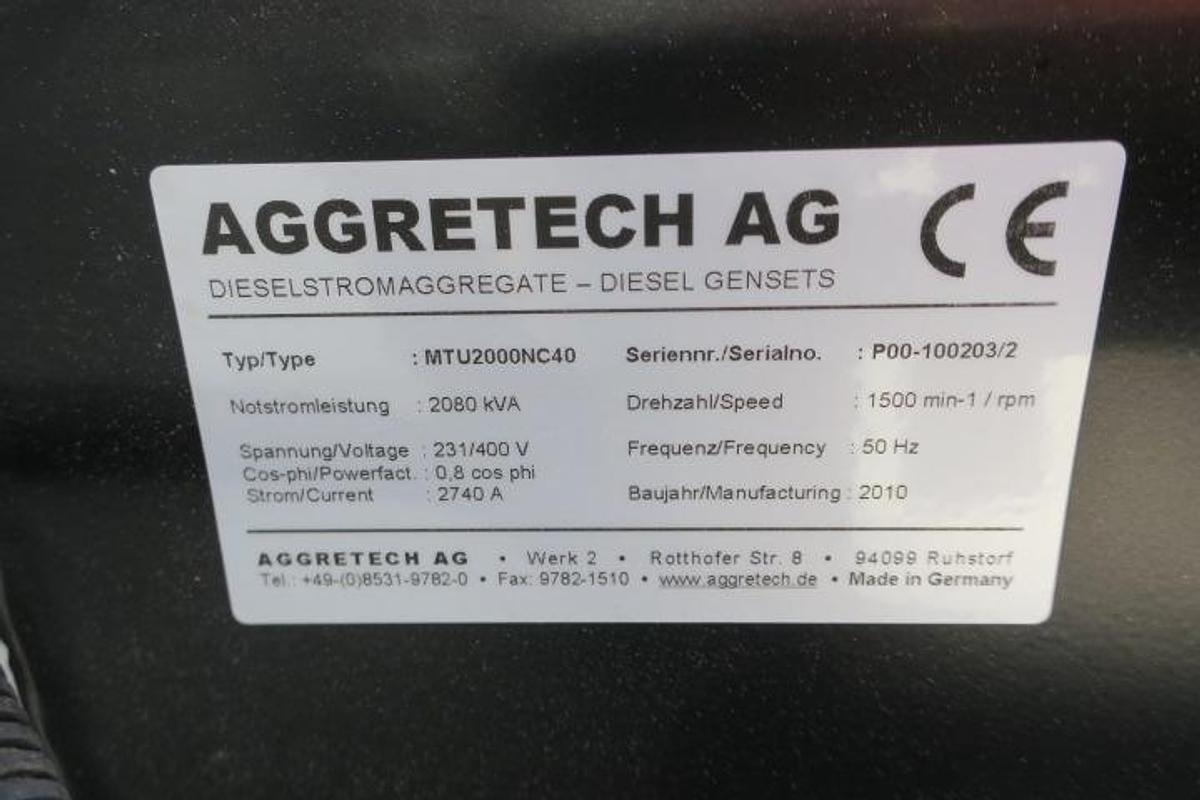 AGGRETECH AG CE
DIESELSTROMAGGREGATE – DIESEL GENSETS
Typ/Type : MTU2000NC40 Seriennr./Serialno. : P00-100203/2
Notstromleistung : 2080 kVA Drehzahl/Speed : 1500 min-1 / rpm
Spannung/Voltage : 231/400 V Frequenz/Frequency : 50 Hz
Cos-phi/Powerfact. : 0,8 cos phi
Strom/Current : 2740 A Baujahr/Manufacturing : 2010
AGGRETECH AG • Werk 2 • Rotthofer Str. 8 • 94099 Ruhstorf
Tel.: +49-(0)8531-9782-0 • Fax: 9782-1510 • www.aggretech.de • Made in Germany